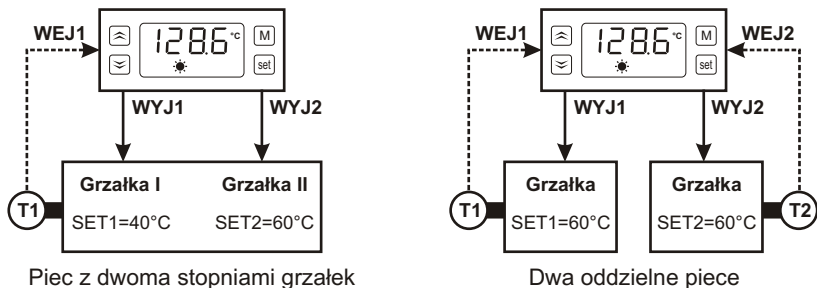 WEJ1
128.6 °C
M
set
WYJ1
WYJ2
Grzałka I
Grzałka II
T1
SET1=40°C
SET2=60°C
Piec z dwoma stopniami grzałek
WEJ1
128.6 °C
M
set
WEJ2
WYJ1
WYJ2
Grzałka
Grzałka
T1
SET1=60°C
SET2=60°C
T2
Dwa oddzielne piece